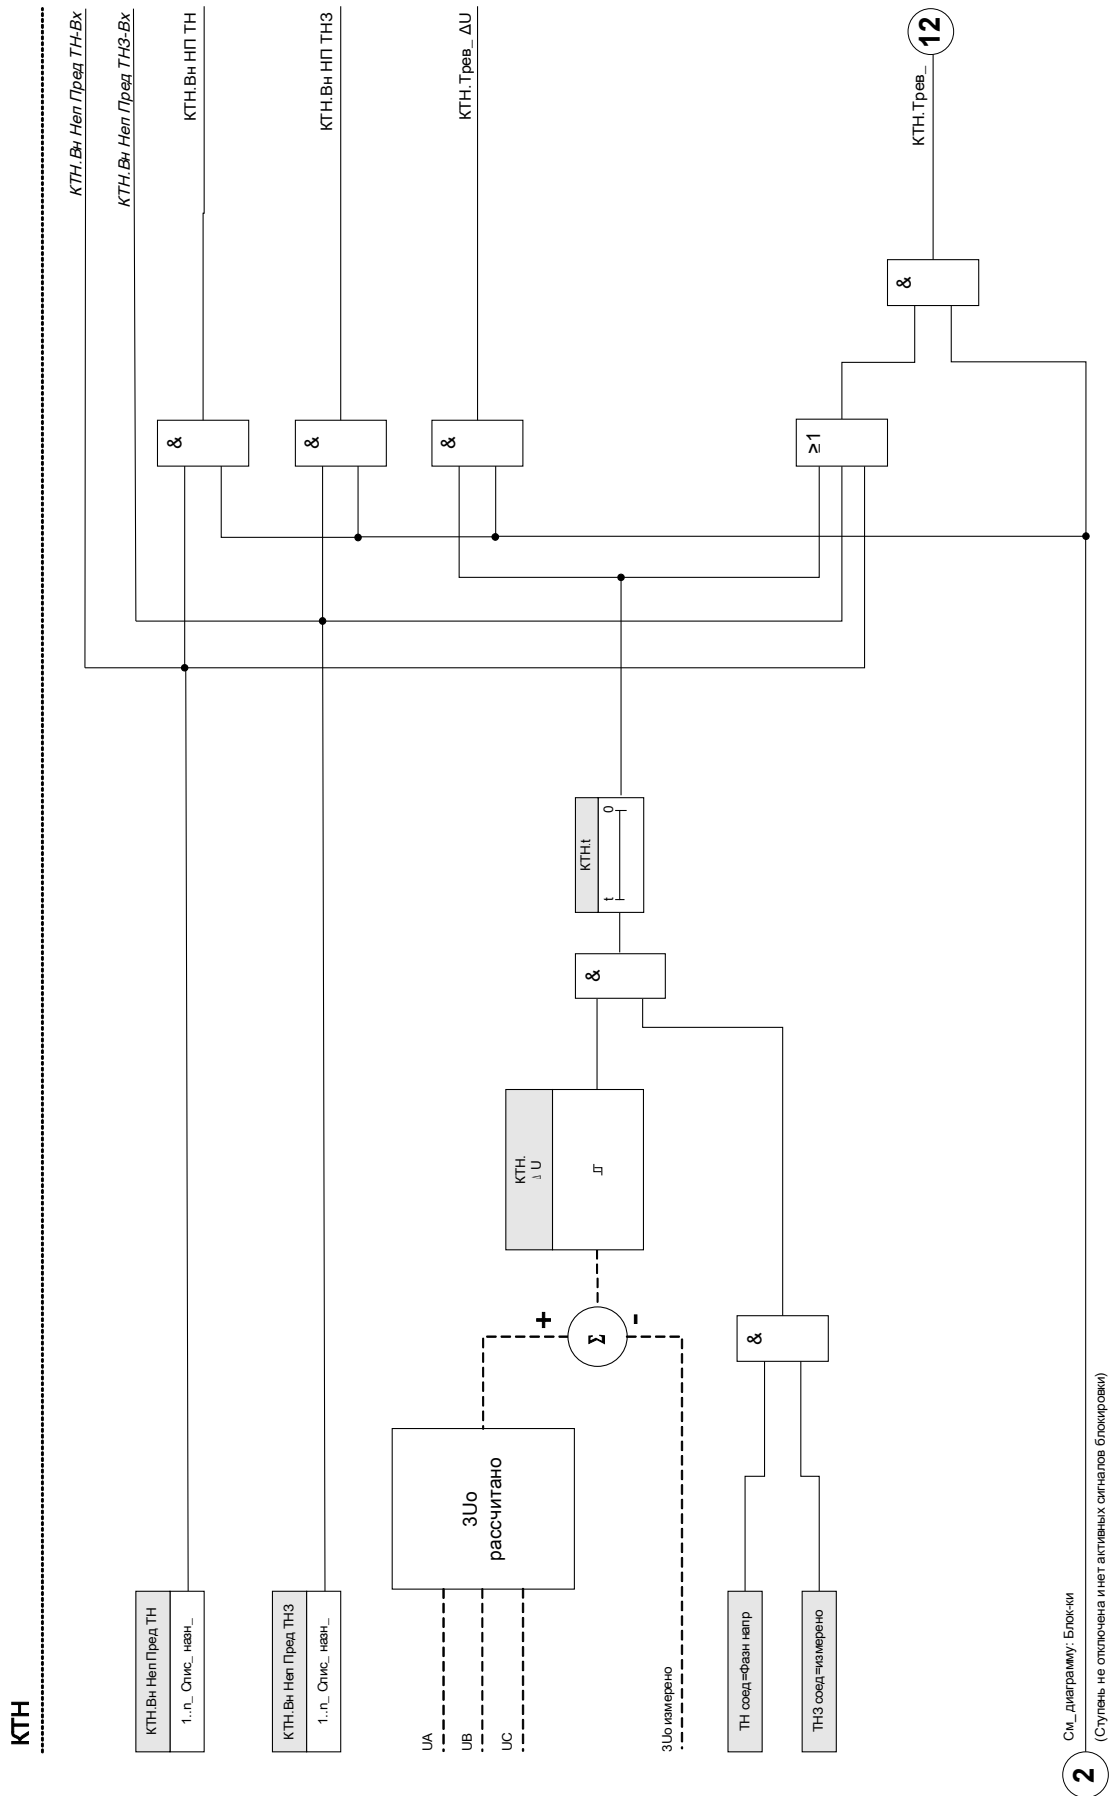 КТН
КТН.Вн Неп Пред ТН
1..n_ Спис_ назн_
КТН.Вн Неп Пред ТНЗ
1..n_ Спис_ назн_
UA
UB
UC
3Uo
рассчитано
3Uo измерено
+
-
Σ
КТН.
Δ U
ТН соед=Фазн напр
ТНЗ соед=измерено
&
&
КТН.t
t
0
&
&
&
≥1
&
КТН.Вн Неп Пред ТН-Вх
КТН.Вн Неп Пред ТНЗ-Вх
КТН.Вн НП ТН
КТН.Вн НП ТНЗ
КТН.Трев_ ΔU
КТН.Трев_
12
2
См_ диаграмму: Блок-ки
(Ступень не отключена и нет активных сигналов блокировки)